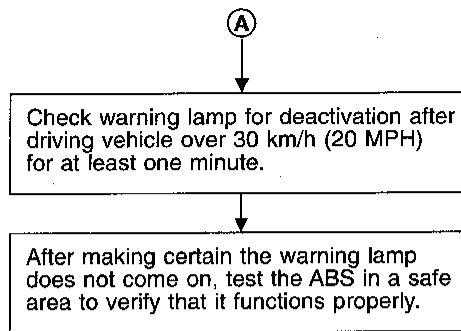 A
Check warning lamp for deactivation after
driving vehicle over 30 km/h (20 MPH)
for at least one minute.
After making certain the warning lamp
does not come on, test the ABS in a safe
area to verify that it functions properly.